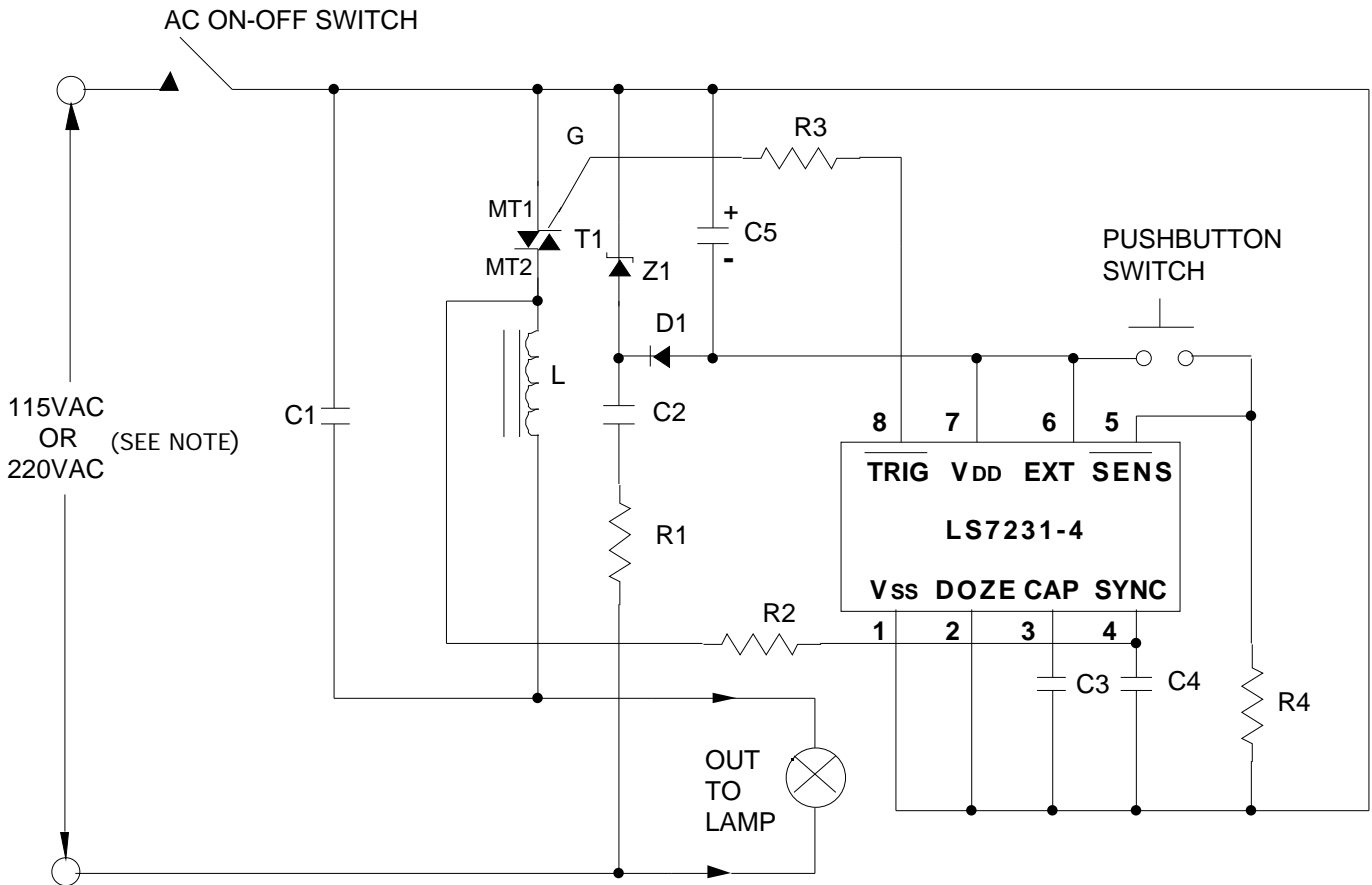 AC ON-OFF SWITCH
G
R3
MT1
T1
MT2
Z1
+
C5
-
PUSHBUTTON
SWITCH
D1
L
C2
C1
115VAC
OR
220VAC
(SEE NOTE)
8 7 6 5
TRIG VDD EXT SENS
LS7231-4
VSS DOZE CAP SYNC
1 2 3 4
R1
R2
C3
C4
R4
OUT
TO
LAMP